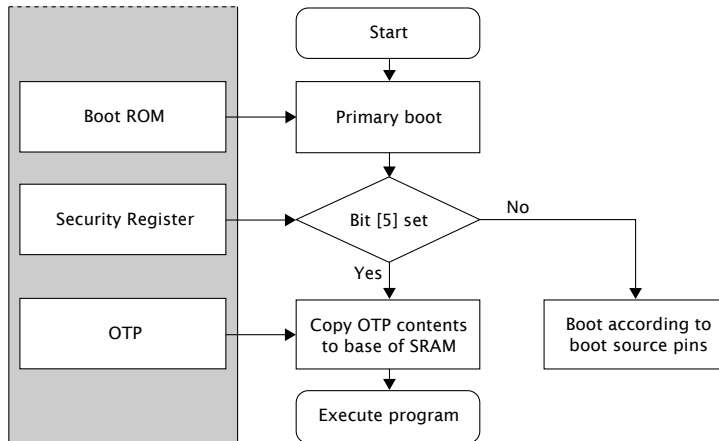 Start
Boot ROM
Primary boot
Security Register
Bit [5] set
No
Yes
OTP
Copy OTP contents
to base of SRAM
Boot according to
boot source pins
Execute program